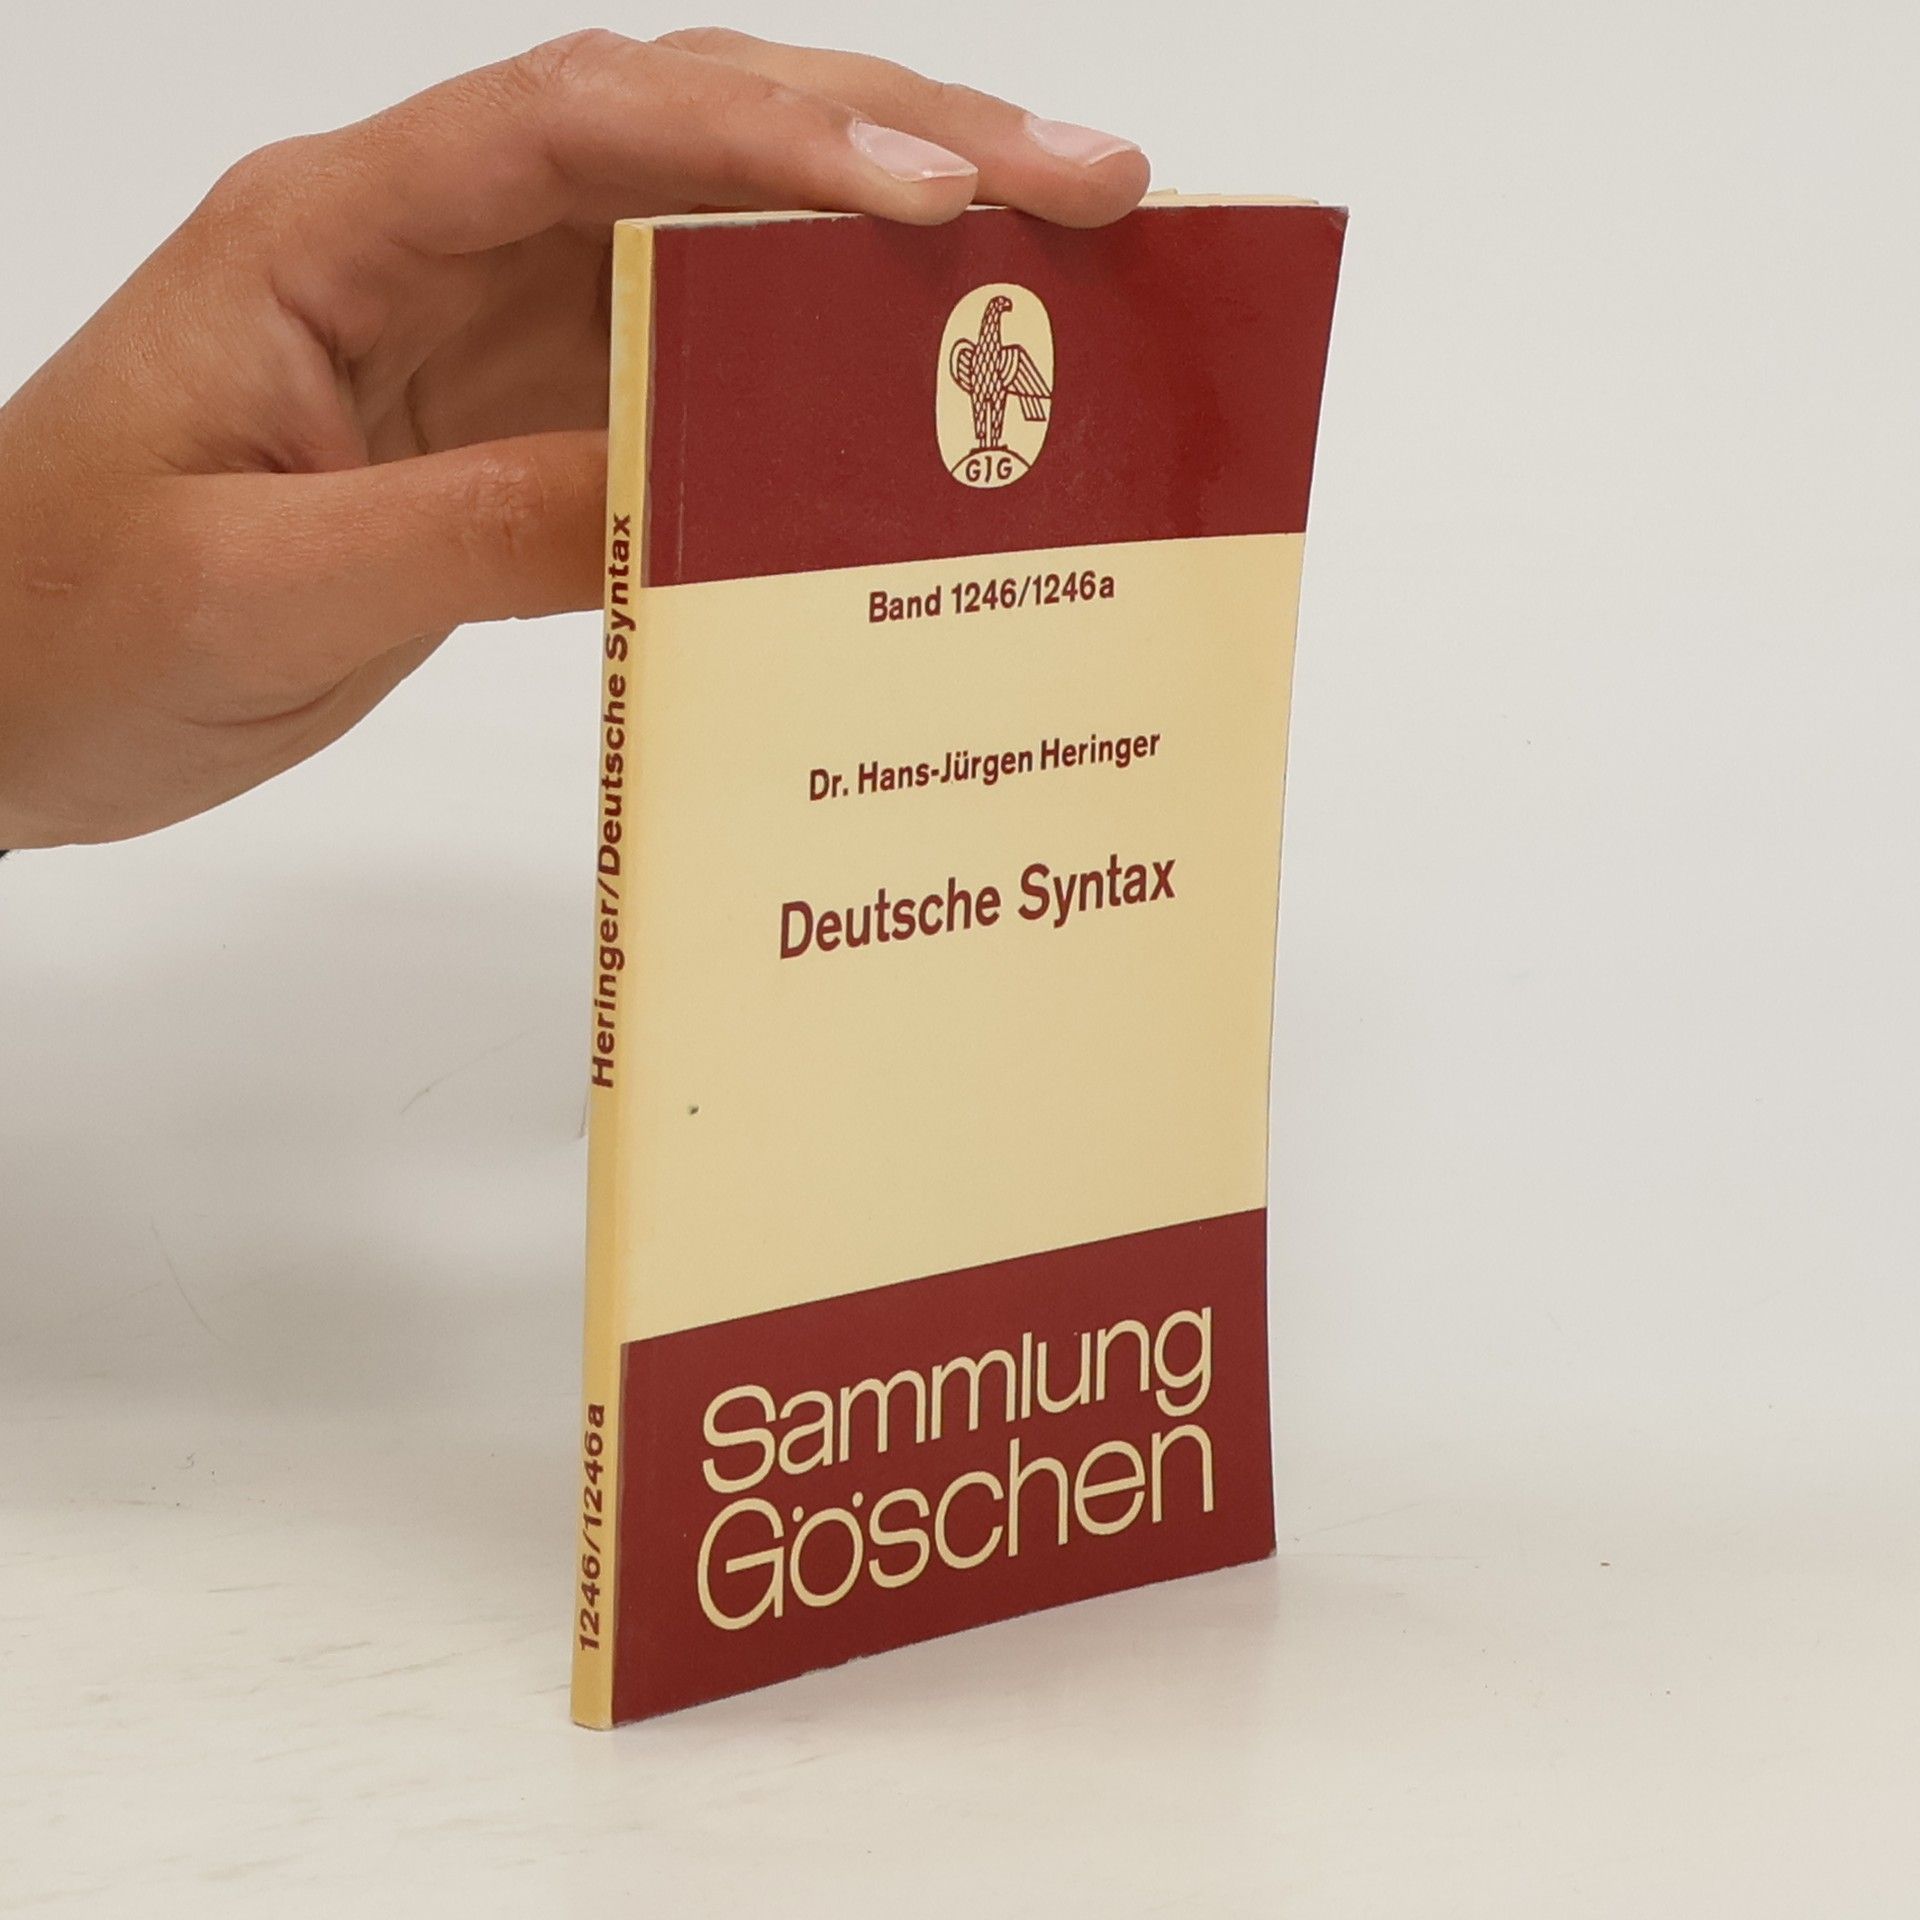 GJG
Band 1246/1246a
Dr. Hans-Jürgen Heringer
Deutsche Syntax
Sammlung
Göschen
Heringer/Deutsche Syntax
1246/1246a